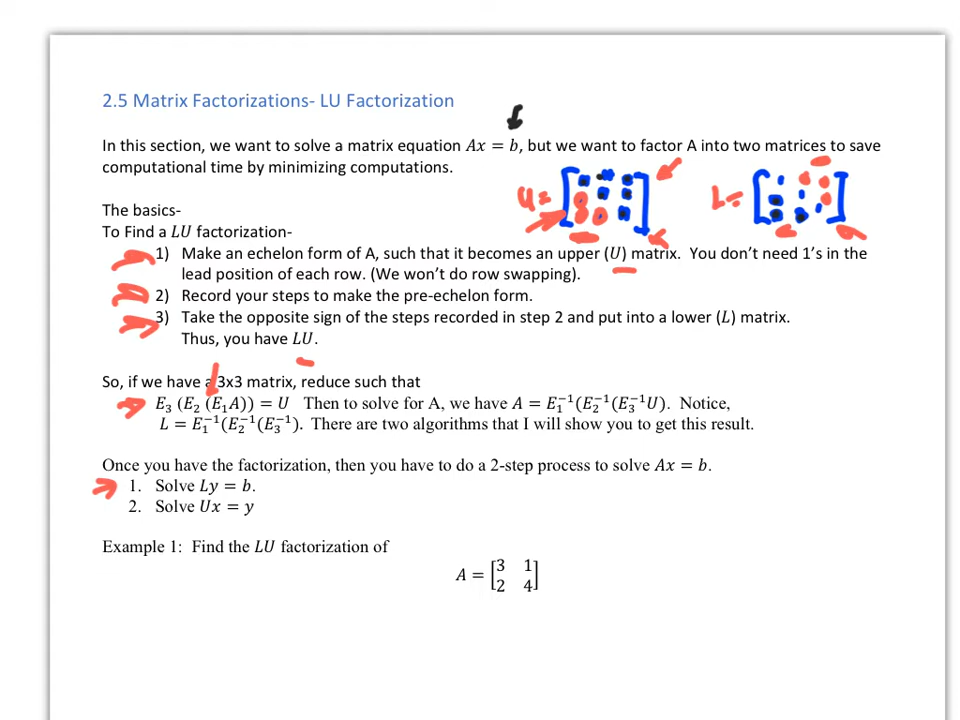 2.5 Matrix Factorizations- LU Factorization
In this section, we want to solve a matrix equation Ax = b, but we want to factor A into two matrices to save
computational time by minimizing computations.
U =
L =
The basics-
To Find a LU factorization-
1) Make an echelon form of A, such that it becomes an upper (U) matrix. You don't need 1's in the
lead position of each row. (We won't do row swapping).
2) Record your steps to make the pre-echelon form.
3) Take the opposite sign of the steps recorded in step 2 and put into a lower (L) matrix.
Thus, you have LU.
So, if we have a 3x3 matrix, reduce such that
E₃ (E₂ (E₁A)) = U Then to solve for A, we have A = E₁⁻¹(E₂⁻¹(E₃⁻¹U). Notice,
L = E₁⁻¹(E₂⁻¹(E₃⁻¹). There are two algorithms that I will show you to get this result.
Once you have the factorization, then you have to do a 2-step process to solve Ax = b.
1. Solve Ly = b.
2. Solve Ux = y
Example 1: Find the LU factorization of
A = [3 1
2 4]